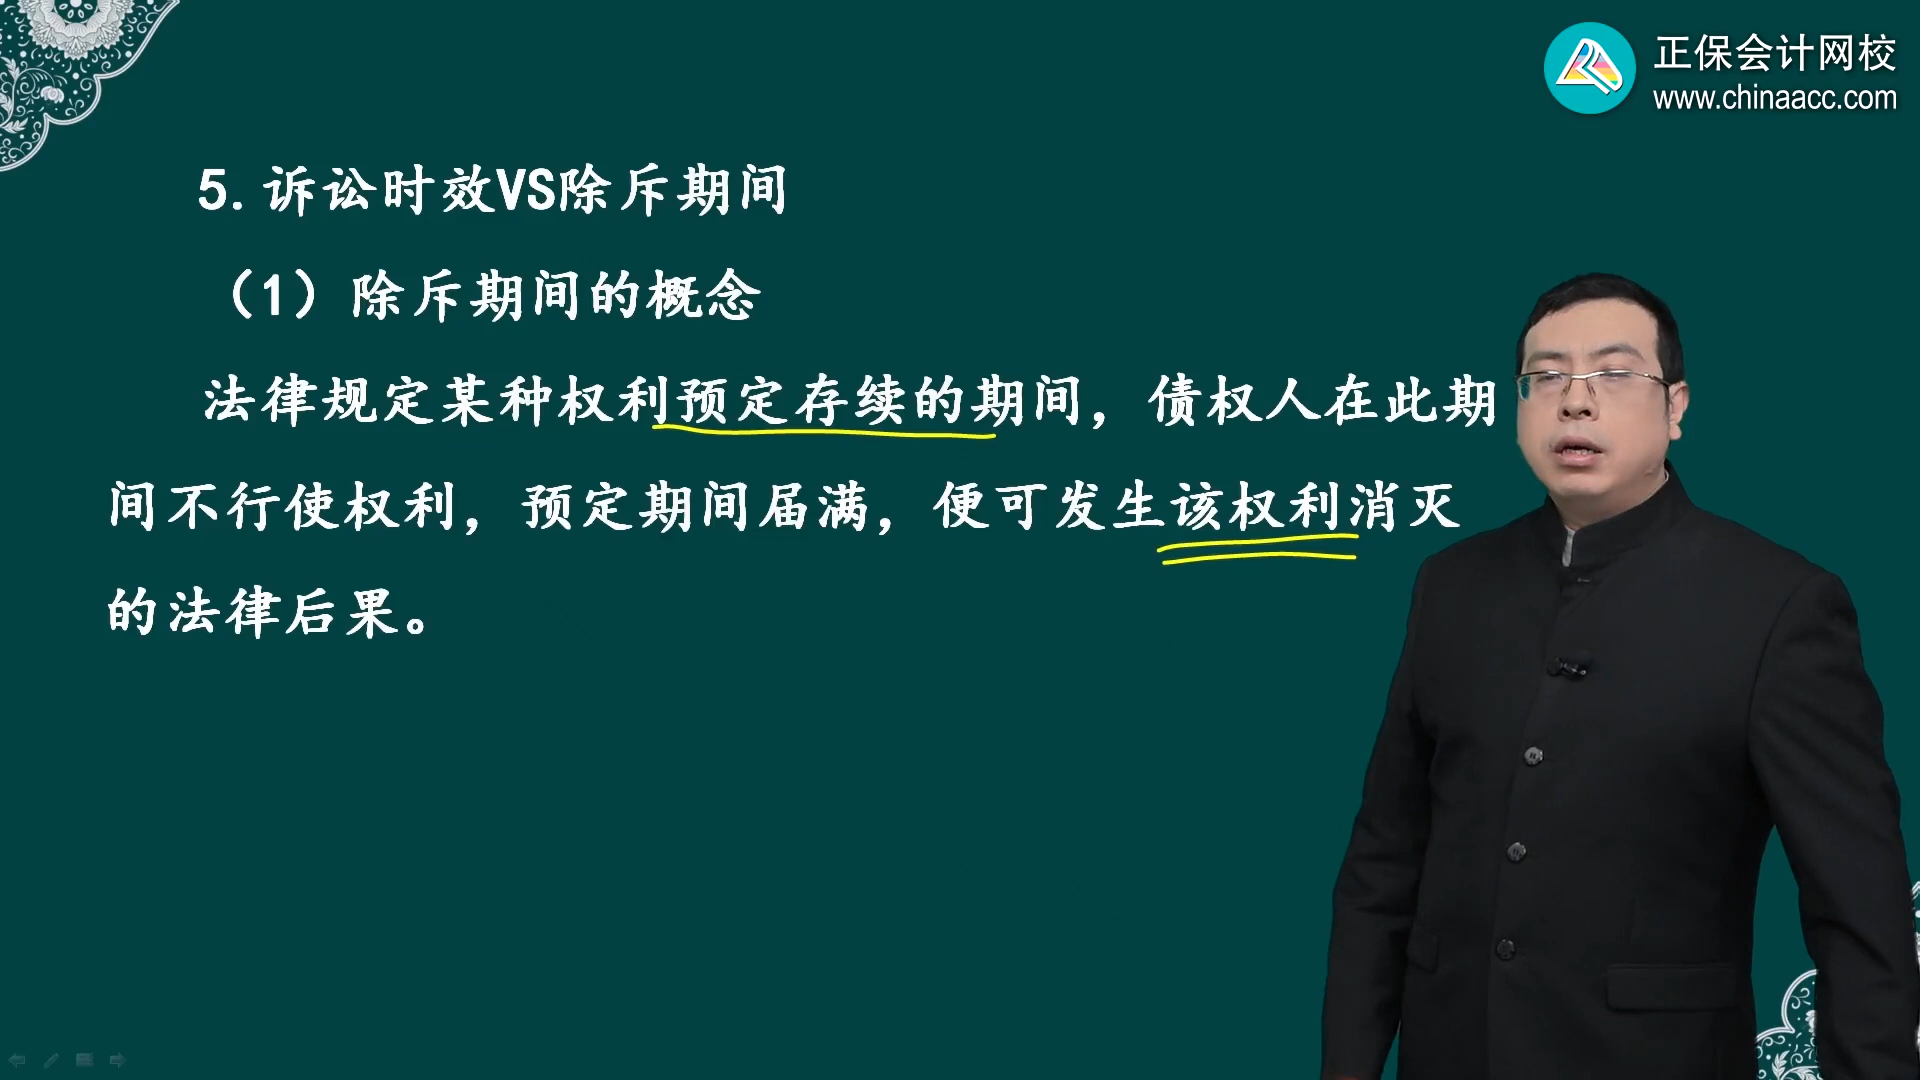 正保会计网校
www.chinaacc.com
5.诉讼时效VS除斥期间
（1）除斥期间的概念
法律规定某种权利预定存续的期间，债权人在此期
间不行使权利，预定期间届满，便可发生该权利消灭
的法律后果。